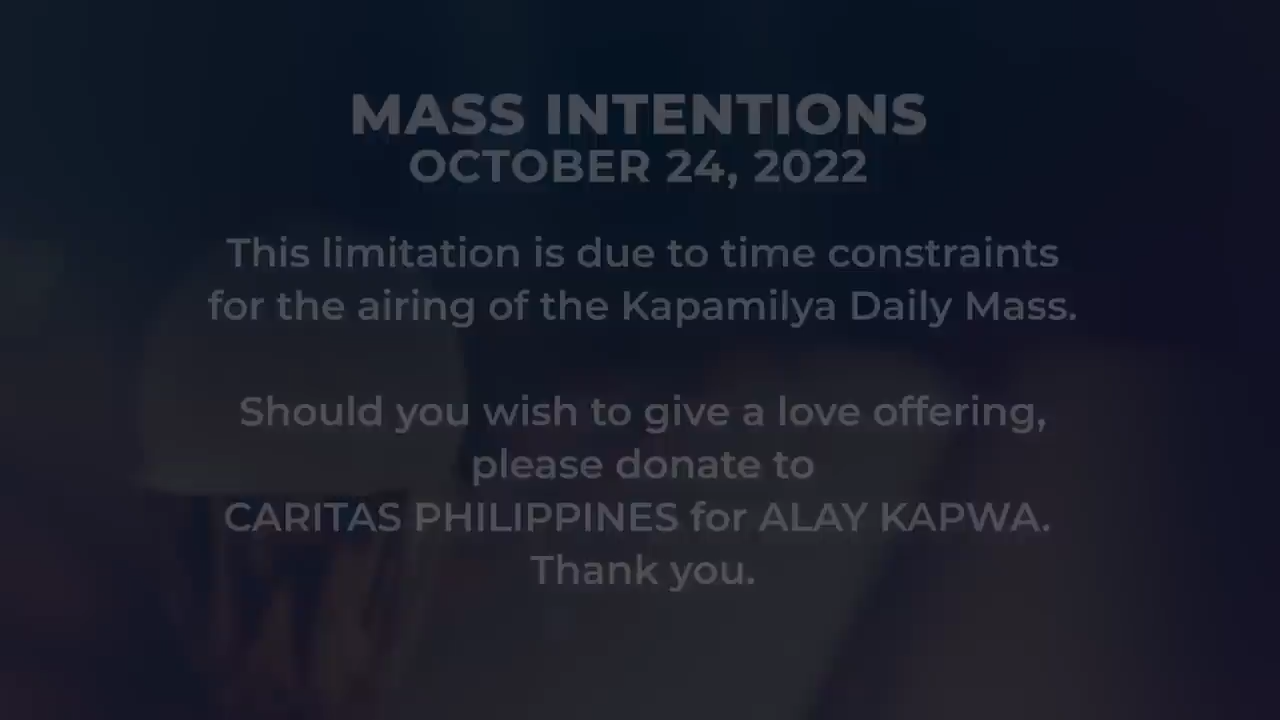 MASS INTENTIONS
OCTOBER 24, 2022
This limitation is due to time constraints
for the airing of the Kapamilya Daily Mass.
Should you wish to give a love offering,
please donate to
CARITAS PHILIPPINES for ALAY KAPWA.
Thank you.